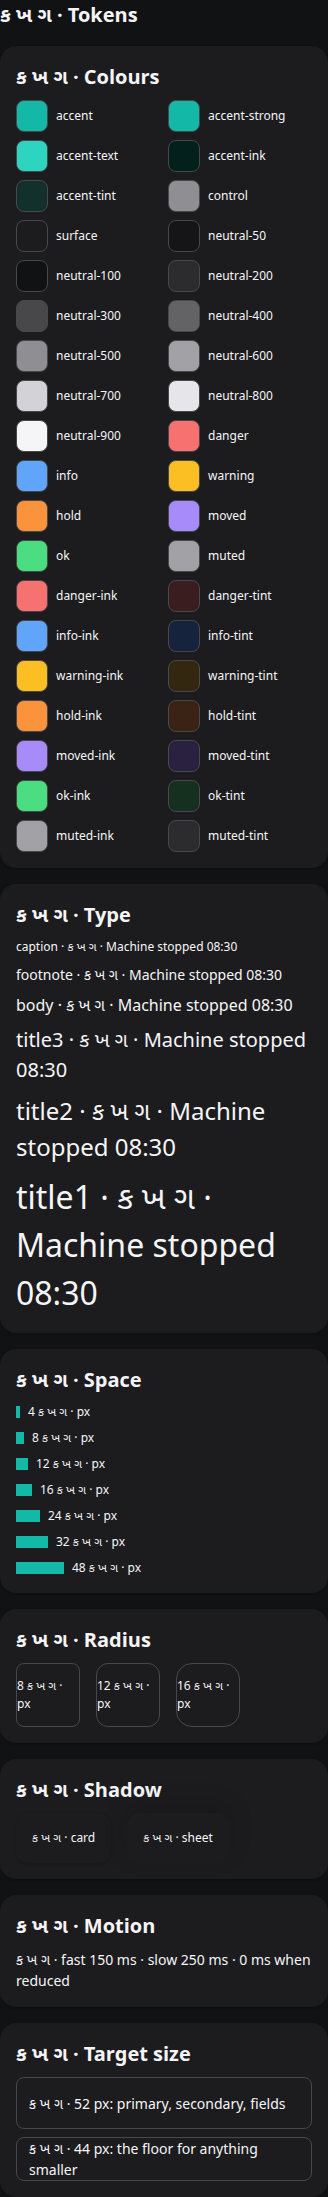 ક ખ ગ · Tokens
ક ખ ગ · Colours
accent
accent-strong
accent-text
accent-ink
accent-tint
control
surface
neutral-50
neutral-100
neutral-200
neutral-300
neutral-400
neutral-500
neutral-600
neutral-700
neutral-800
neutral-900
danger
info
warning
hold
moved
ok
muted
danger-ink
danger-tint
info-ink
info-tint
warning-ink
warning-tint
hold-ink
hold-tint
moved-ink
moved-tint
ok-ink
ok-tint
muted-ink
muted-tint
ક ખ ગ · Type
caption · ક ખ ગ · Machine stopped 08:30
footnote · ક ખ ગ · Machine stopped 08:30
body · ક ખ ગ · Machine stopped 08:30
title3 · ક ખ ગ · Machine stopped
08:30
title2 · ક ખ ગ · Machine
stopped 08:30
title1 · ક ખ ગ ·
Machine stopped
08:30
ક ખ ગ · Space
4 ક ખ ગ · px
8 ક ખ ગ · px
12 ક ખ ગ · px
16 ક ખ ગ · px
24 ક ખ ગ · px
32 ક ખ ગ · px
48 ક ખ ગ · px
ક ખ ગ · Radius
8 ક ખ ગ ·
px
12 ક ખ ગ ·
px
16 ક ખ ગ ·
px
ક ખ ગ · Shadow
ક ખ ગ · card
ક ખ ગ · sheet
ક ખ ગ · Motion
ક ખ ગ · fast 150 ms · slow 250 ms · 0 ms when
reduced
ક ખ ગ · Target size
ક ખ ગ · 52 px: primary, secondary, fields
ક ખ ગ · 44 px: the floor for anything
smaller